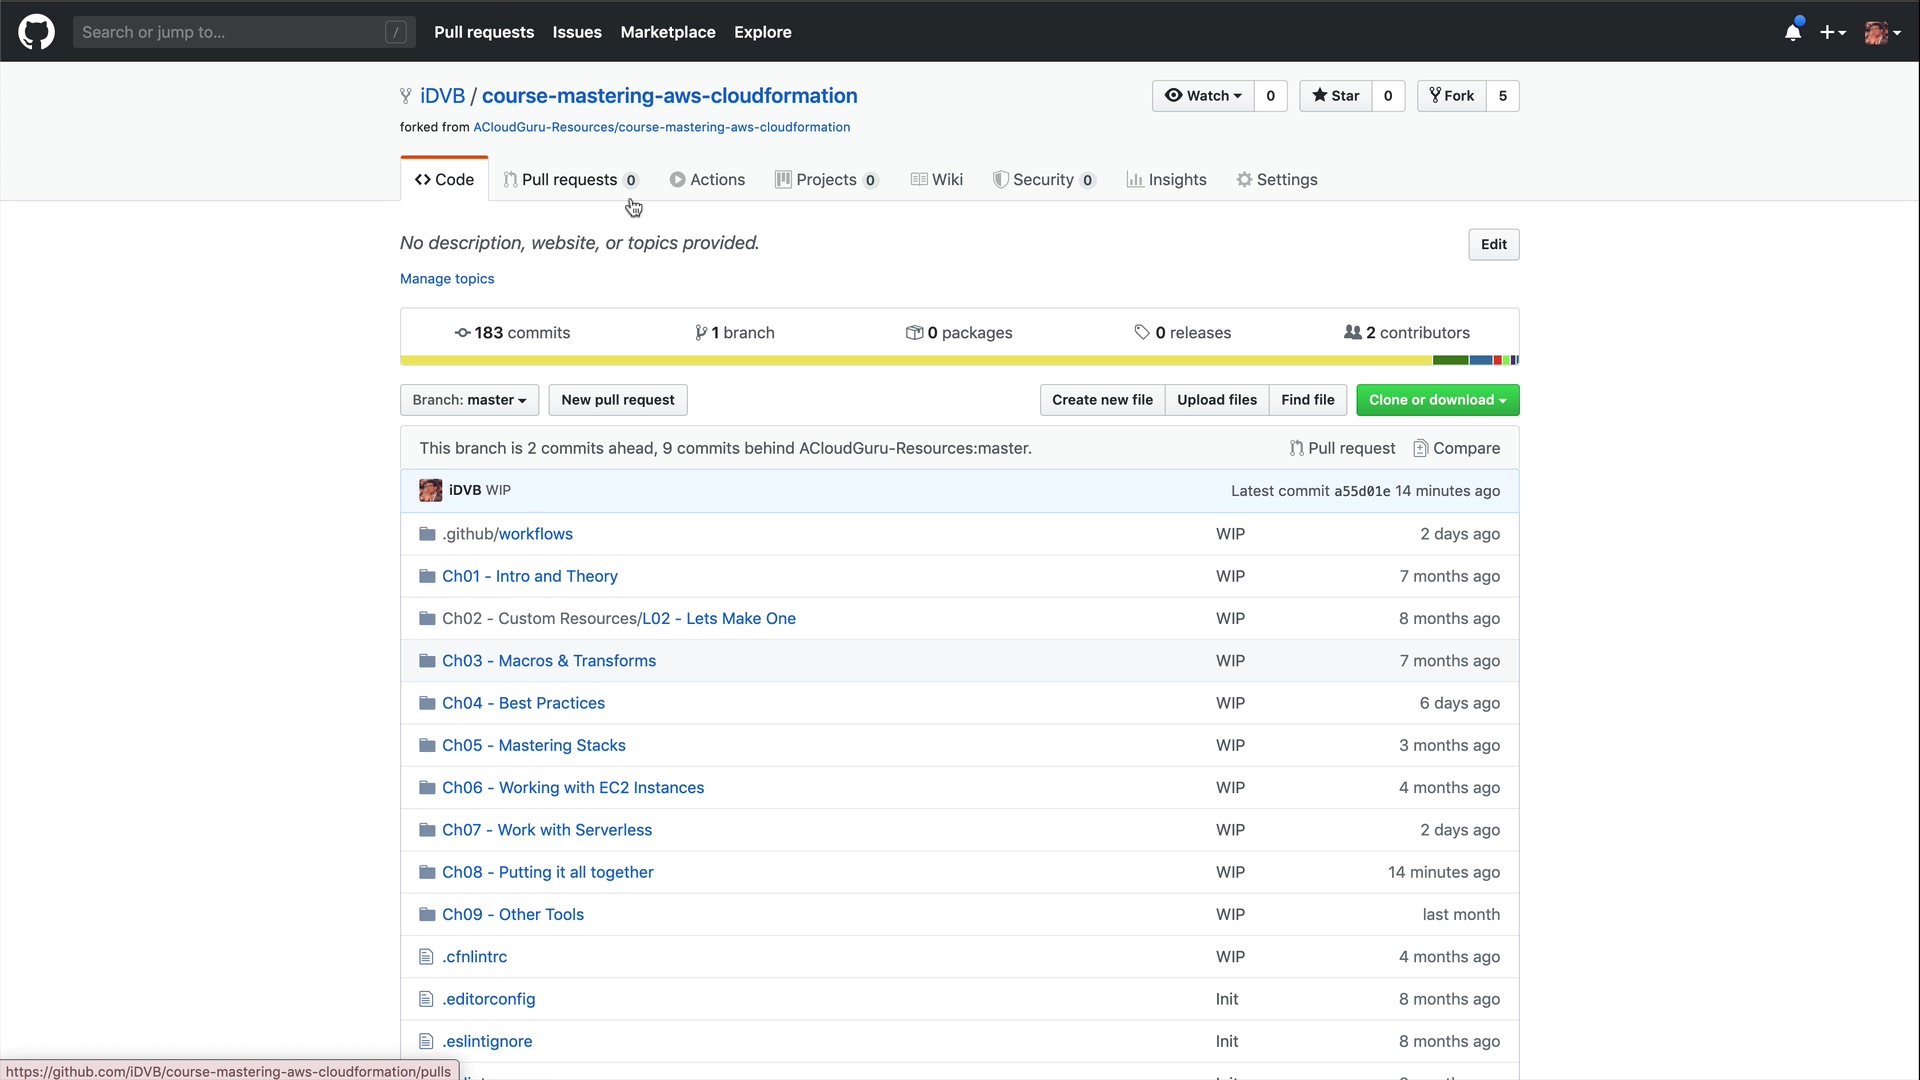 Search or jump to... /
Pull requests Issues Marketplace Explore
iDVB / course-mastering-aws-cloudformation
Watch 0 Star 0 Fork 5
forked from ACloudGuru-Resources/course-mastering-aws-cloudformation
Code Pull requests 0 Actions Projects 0 Wiki Security 0 Insights Settings
No description, website, or topics provided.
Edit
Manage topics
183 commits 1 branch 0 packages 0 releases 2 contributors
Branch: master New pull request Create new file Upload files Find file Clone or download
This branch is 2 commits ahead, 9 commits behind ACloudGuru-Resources:master. Pull request Compare
iDVB WIP Latest commit a55d01e 14 minutes ago
.github/workflows WIP 2 days ago
Ch01 - Intro and Theory WIP 7 months ago
Ch02 - Custom Resources/L02 - Lets Make One WIP 8 months ago
Ch03 - Macros & Transforms WIP 7 months ago
Ch04 - Best Practices WIP 6 days ago
Ch05 - Mastering Stacks WIP 3 months ago
Ch06 - Working with EC2 Instances WIP 4 months ago
Ch07 - Work with Serverless WIP 2 days ago
Ch08 - Putting it all together WIP 14 minutes ago
Ch09 - Other Tools WIP last month
.cfnlintrc WIP 4 months ago
.editorconfig Init 8 months ago
.eslintignore Init 8 months ago
https://github.com/iDVB/course-mastering-aws-cloudformation/pulls